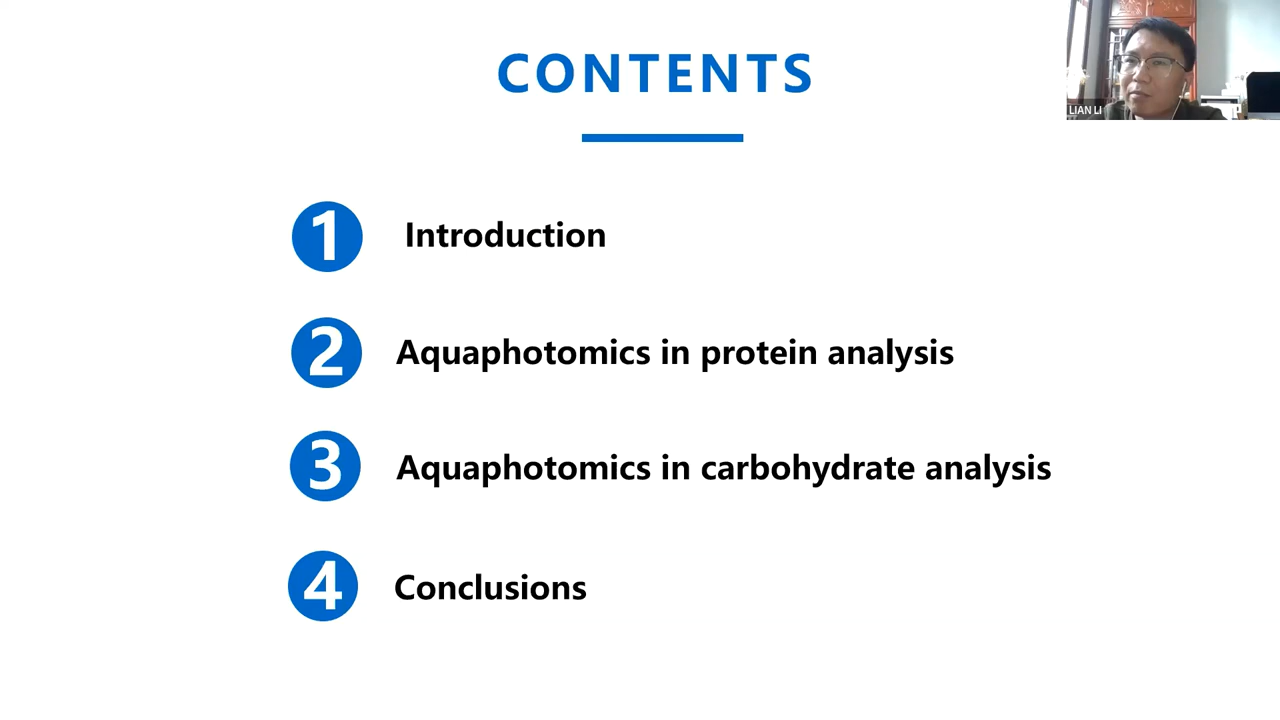 CONTENTS
LIAN LI
1 Introduction
2 Aquaphotomics in protein analysis
3 Aquaphotomics in carbohydrate analysis
4 Conclusions